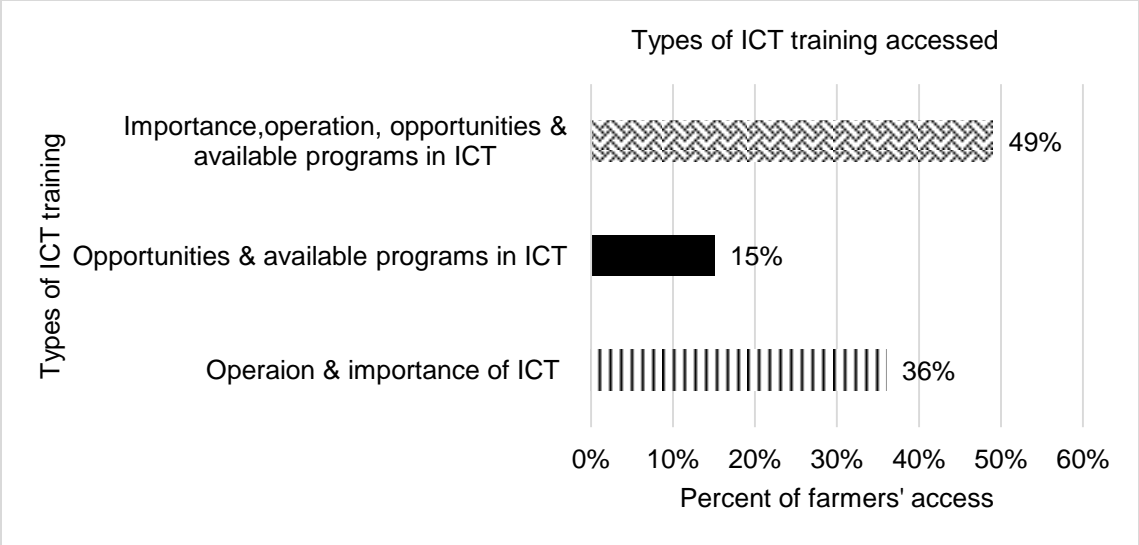 Types of ICT training accessed
Types of ICT training
Importance,operation, opportunities &
available programs in ICT
49%
Opportunities & available programs in ICT
15%
Operaion & importance of ICT
36%
0% 10% 20% 30% 40% 50% 60%
Percent of farmers' access